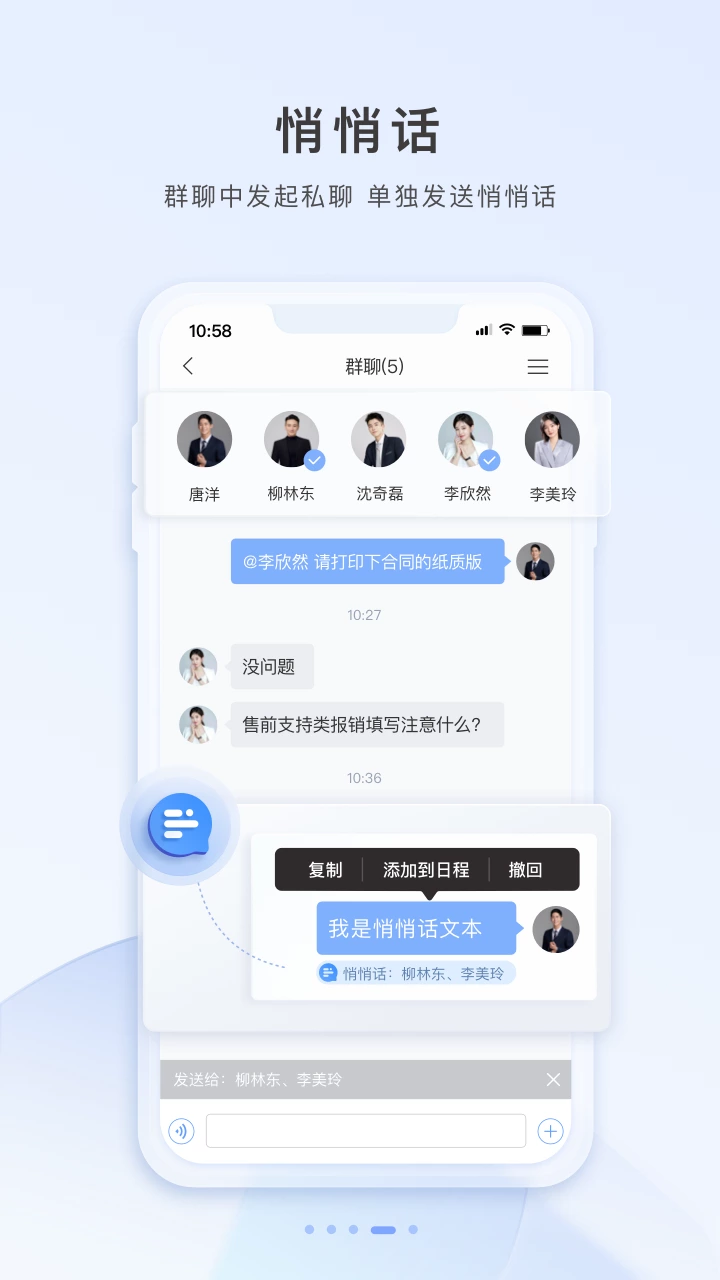 悄悄话
群聊中发起私聊 单独发送悄悄话
10:58
群聊(5)
唐洋 柳林东 沈奇磊 李欣然 李美玲
@李欣然 请打印下合同的纸质版
10:27
没问题
售前支持类报销填写注意什么?
10:36
复制 添加到日程 撤回
我是悄悄话文本
悄悄话：柳林东、李美玲
发送给：柳林东、李美玲